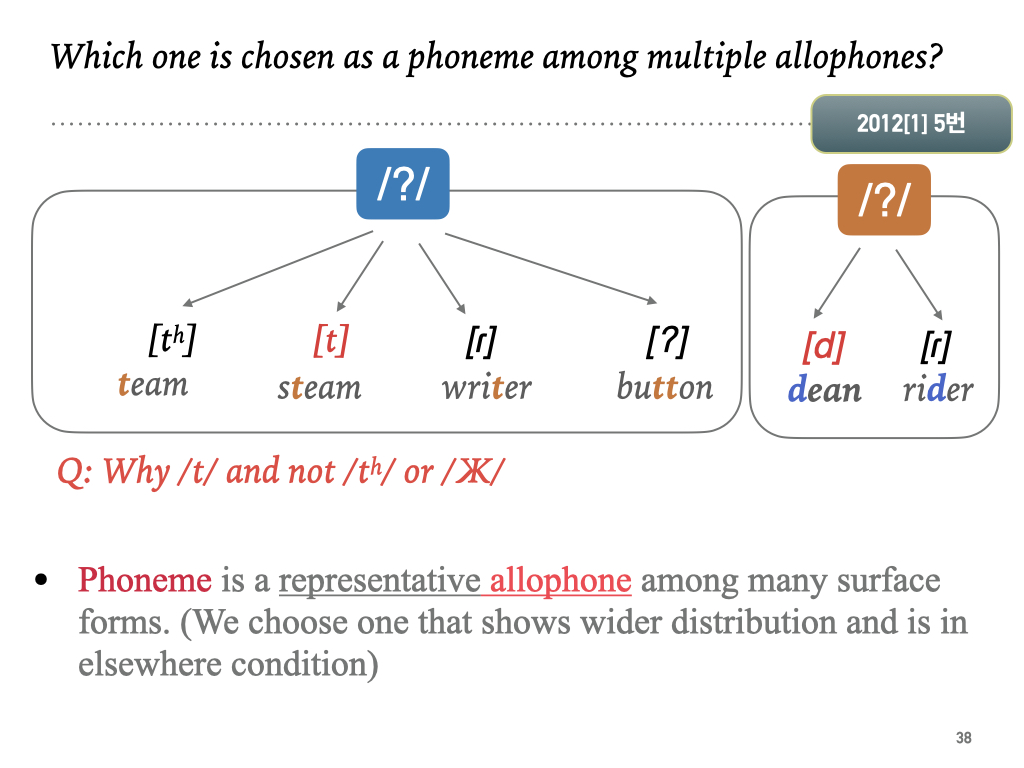 Which one is chosen as a phoneme among multiple allophones?
2012[1] 5번
/?/
/?/
[tʰ] [t] [ɾ] [ʔ]
team steam writer button
[d] [ɾ]
dean rider
Q: Why /t/ and not /tʰ/ or /Ж/
• Phoneme is a representative allophone among many surface
forms. (We choose one that shows wider distribution and is in
elsewhere condition)
38